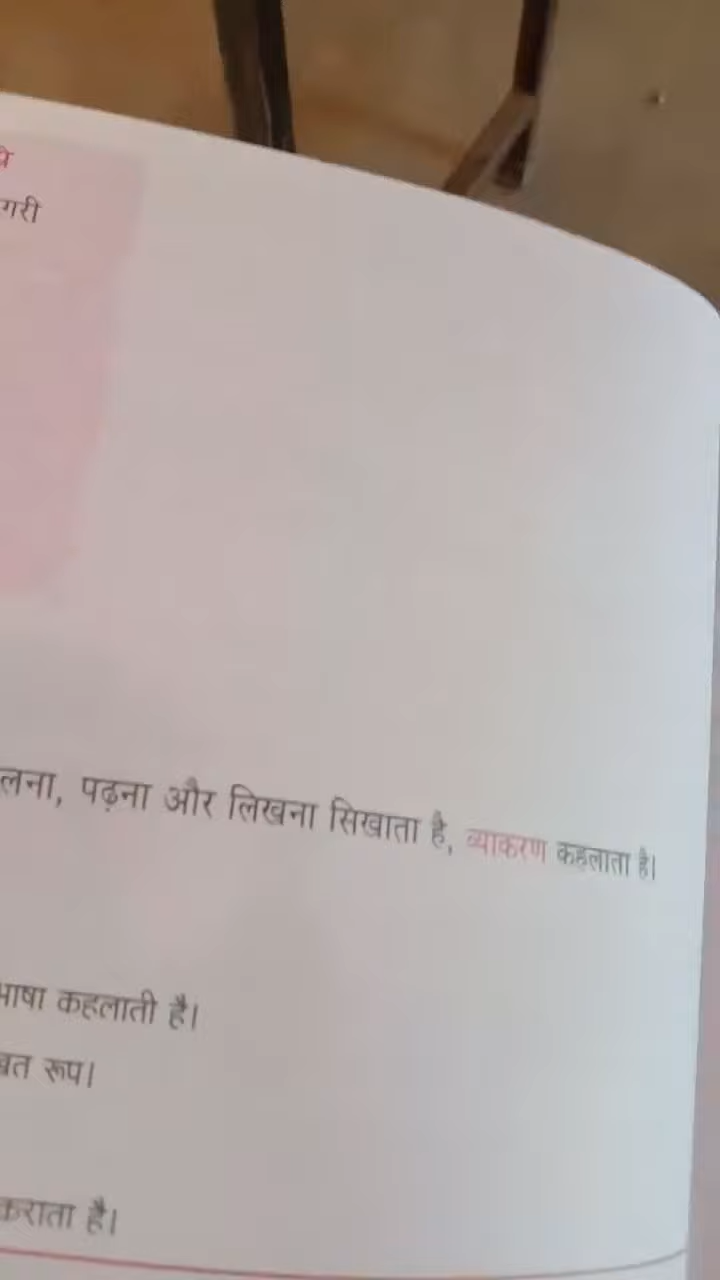 गरी
लना, पढ़ना और लिखना सिखाता है, व्याकरण कहलाता है।
भाषा कहलाती है।
रूप।
कराता है।